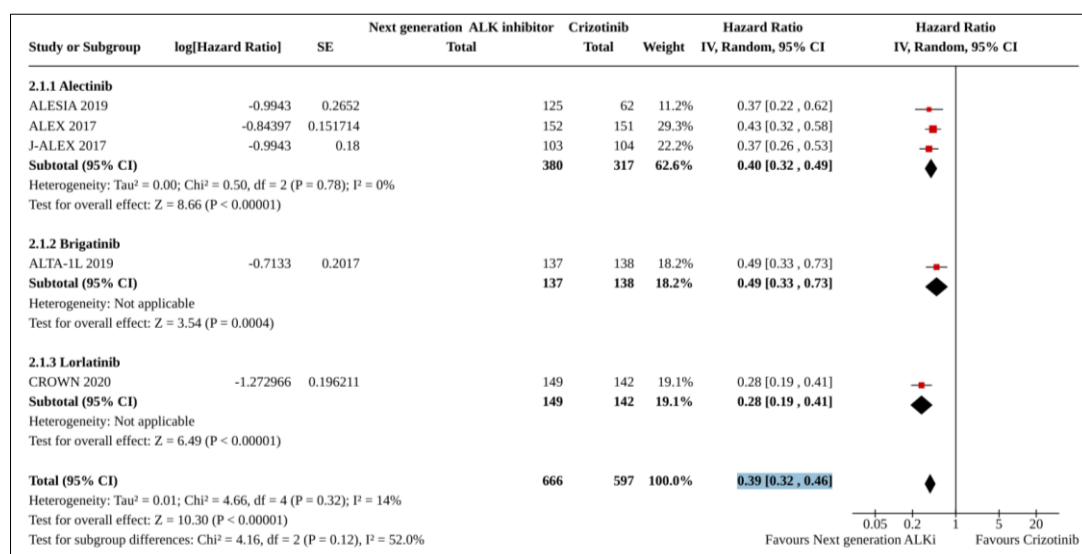 Next generation ALK inhibitor Crizotinib Hazard Ratio Hazard Ratio
Study or Subgroup log[Hazard Ratio] SE Total Total Weight IV, Random, 95% CI IV, Random, 95% CI
2.1.1 Alectinib
ALESIA 2019 -0.9943 0.2652 125 62 11.2% 0.37 [0.22 , 0.62]
ALEX 2017 -0.84397 0.151714 152 151 29.3% 0.43 [0.32 , 0.58]
J-ALEX 2017 -0.9943 0.18 103 104 22.2% 0.37 [0.26 , 0.53]
Subtotal (95% CI) 380 317 62.6% 0.40 [0.32 , 0.49]
Heterogeneity: Tau² = 0.00; Chi² = 0.50, df = 2 (P = 0.78); I² = 0%
Test for overall effect: Z = 8.66 (P < 0.00001)
2.1.2 Brigatinib
ALTA-1L 2019 -0.7133 0.2017 137 138 18.2% 0.49 [0.33 , 0.73]
Subtotal (95% CI) 137 138 18.2% 0.49 [0.33 , 0.73]
Heterogeneity: Not applicable
Test for overall effect: Z = 3.54 (P = 0.0004)
2.1.3 Lorlatinib
CROWN 2020 -1.272966 0.196211 149 142 19.1% 0.28 [0.19 , 0.41]
Subtotal (95% CI) 149 142 19.1% 0.28 [0.19 , 0.41]
Heterogeneity: Not applicable
Test for overall effect: Z = 6.49 (P < 0.00001)
Total (95% CI) 666 597 100.0% 0.39 [0.32 , 0.46]
Heterogeneity: Tau² = 0.01; Chi² = 4.66, df = 4 (P = 0.32); I² = 14%
Test for overall effect: Z = 10.30 (P < 0.00001)
0.05 0.2 1 5 20
Test for subgroup differences: Chi² = 4.16, df = 2 (P = 0.12), I² = 52.0%
Favours Next generation ALKi Favours Crizotinib